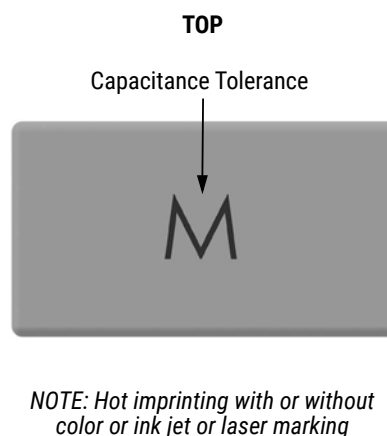 TOP
Capacitance Tolerance
M
NOTE: Hot imprinting with or without
color or ink jet or laser marking